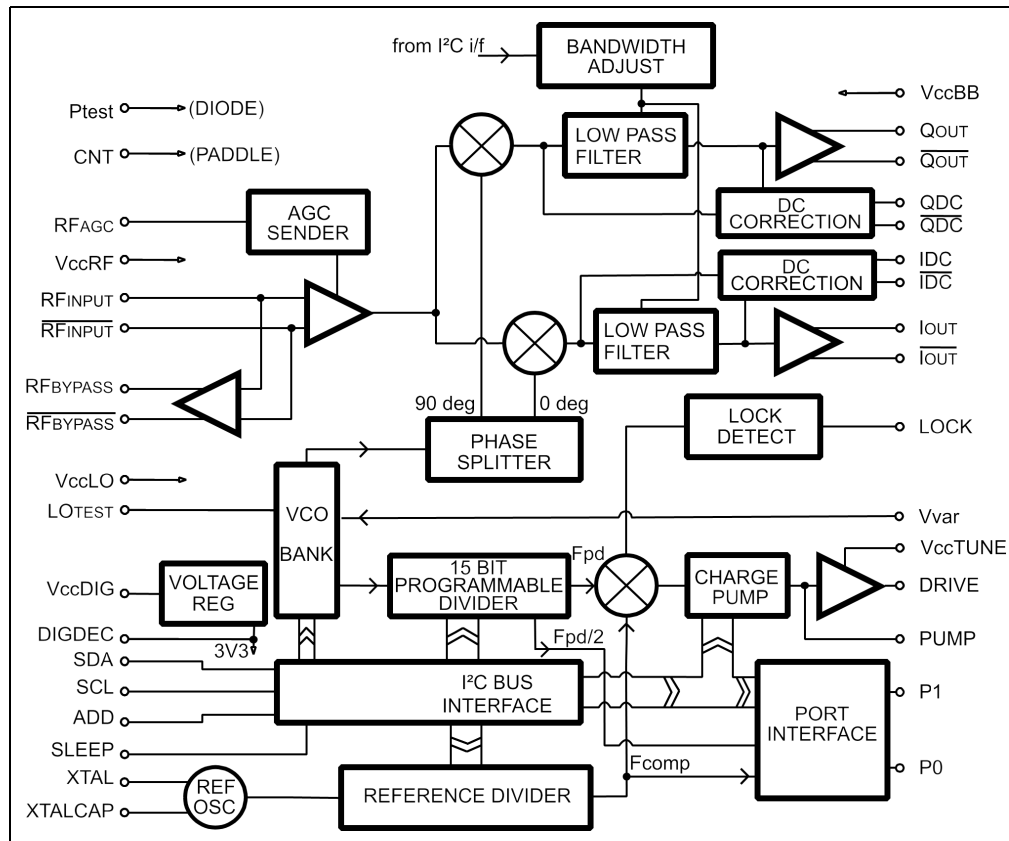 from I²C i/f
BANDWIDTH
ADJUST
Ptest
(DIODE)
CNT
(PADDLE)
LOW PASS
FILTER
VccBB
QOUT
QOUT
DC
CORRECTION
QDC
QDC
RFAGC
AGC
SENDER
VccRF
RFINPUT
RFINPUT
DC
CORRECTION
IDC
IDC
LOW PASS
FILTER
IOUT
IOUT
RFBYPASS
RFBYPASS
90 deg
0 deg
PHASE
SPLITTER
LOCK
DETECT
LOCK
VccLO
LOTEST
VCO
BANK
Vvar
VccTUNE
VccDIG
VOLTAGE
REG
15 BIT
PROGRAMMABLE
DIVIDER
Fpd
CHARGE
PUMP
DRIVE
DIGDEC
3V3
Fpd/2
PUMP
SDA
SCL
ADD
I²C BUS
INTERFACE
PORT
INTERFACE
P1
P0
SLEEP
XTAL
XTALCAP
REF
OSC
REFERENCE DIVIDER
Fcomp